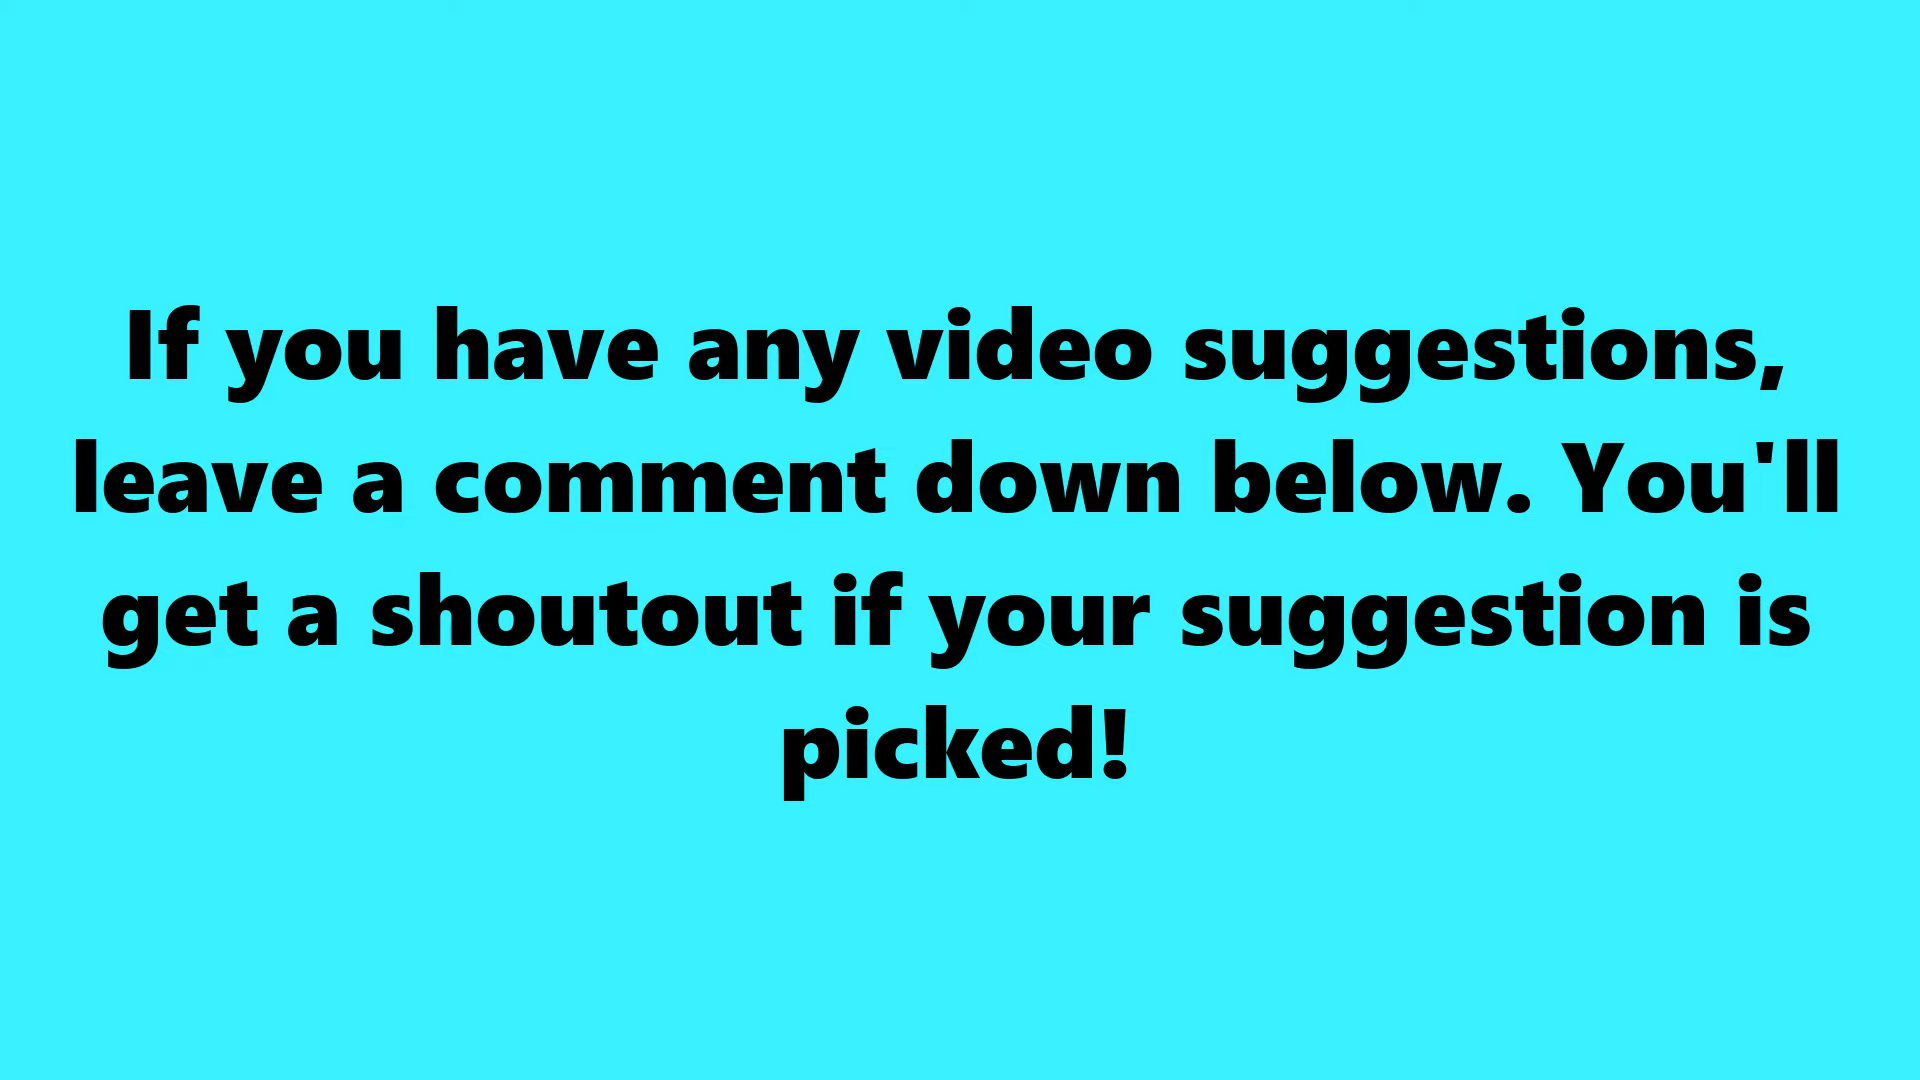 If you have any video suggestions,
leave a comment down below. You'll
get a shoutout if your suggestion is
picked!